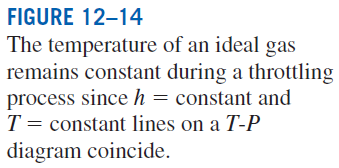 FIGURE 12–14
The temperature of an ideal gas
remains constant during a throttling
process since h = constant and
T = constant lines on a T-P
diagram coincide.